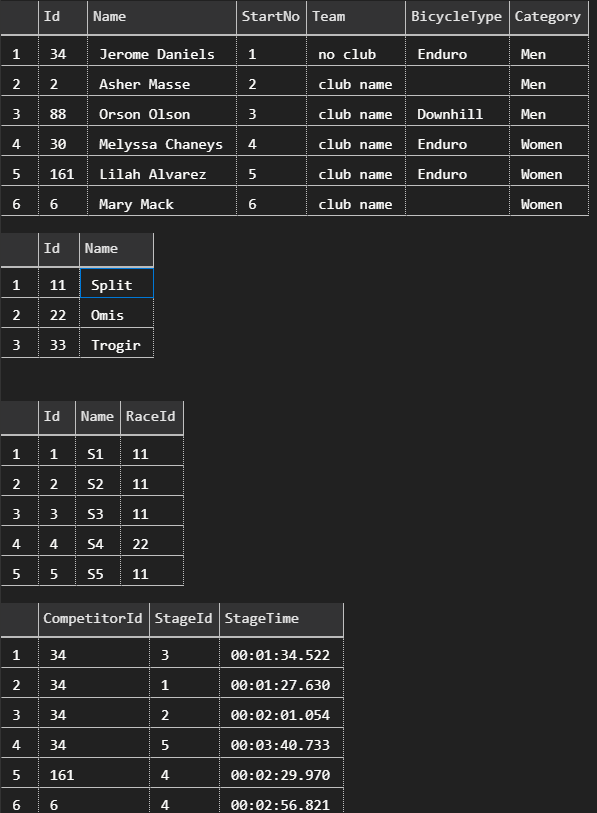 Id Name StartNo Team BicycleType Category
1 34 Jerome Daniels 1 no club Enduro Men
2 2 Asher Masse 2 club name Men
3 88 Orson Olson 3 club name Downhill Men
4 30 Melyssa Chaneys 4 club name Enduro Women
5 161 Lilah Alvarez 5 club name Enduro Women
6 6 Mary Mack 6 club name Women
Id Name
1 11 Split
2 22 Omis
3 33 Trogir
Id Name RaceId
1 1 S1 11
2 2 S2 11
3 3 S3 11
4 4 S4 22
5 5 S5 11
CompetitorId StageId StageTime
1 34 3 00:01:34.522
2 34 1 00:01:27.630
3 34 2 00:02:01.054
4 34 5 00:03:40.733
5 161 4 00:02:29.970
6 6 4 00:02:56.821